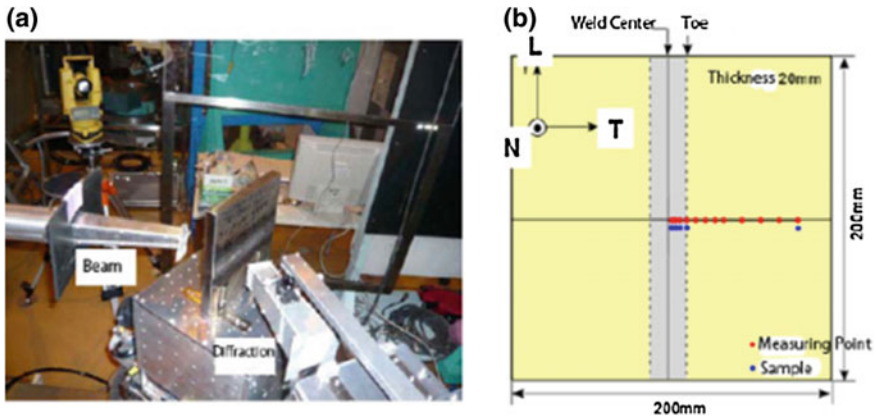 (a)
Beam
Diffraction
(b)
Weld Center
Toe
L
Thickness 20mm
N
T
200mm
Measuring Point
Sample
200mm